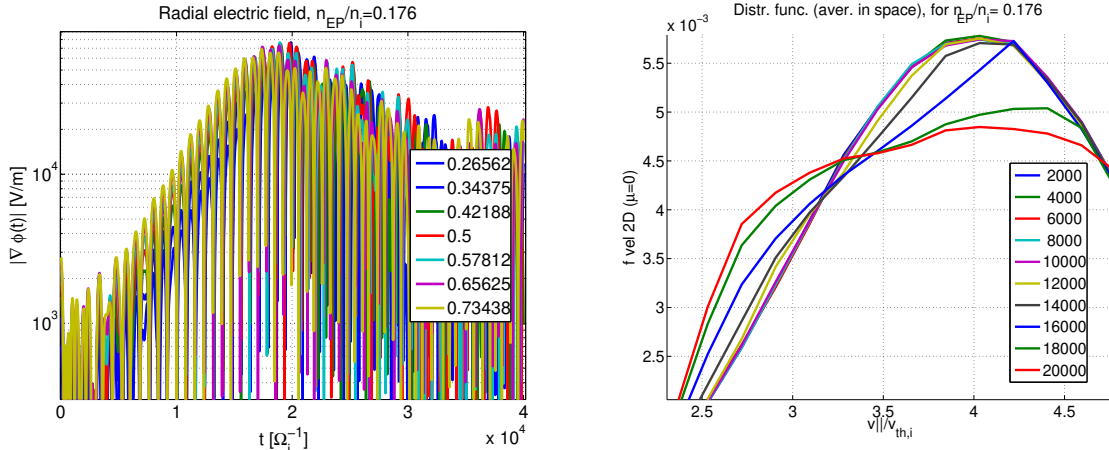 Radial electric field, n_EP/n_i=0.176
|∇ ϕ(t)| [V/m]
10^4
10^3
0.26562
0.34375
0.42188
0.5
0.57812
0.65625
0.73438
0 1 2 3 4
x 10^4
t [Ω_i^-1]
Distr. func. (aver. in space), for n_EP/n_i= 0.176
x 10^-3
f vel 2D (μ=0)
5.5
5
4.5
4
3.5
3
2.5
2000
4000
6000
8000
10000
12000
14000
16000
18000
20000
2.5 3 3.5 4 4.5
v||/v_th,i